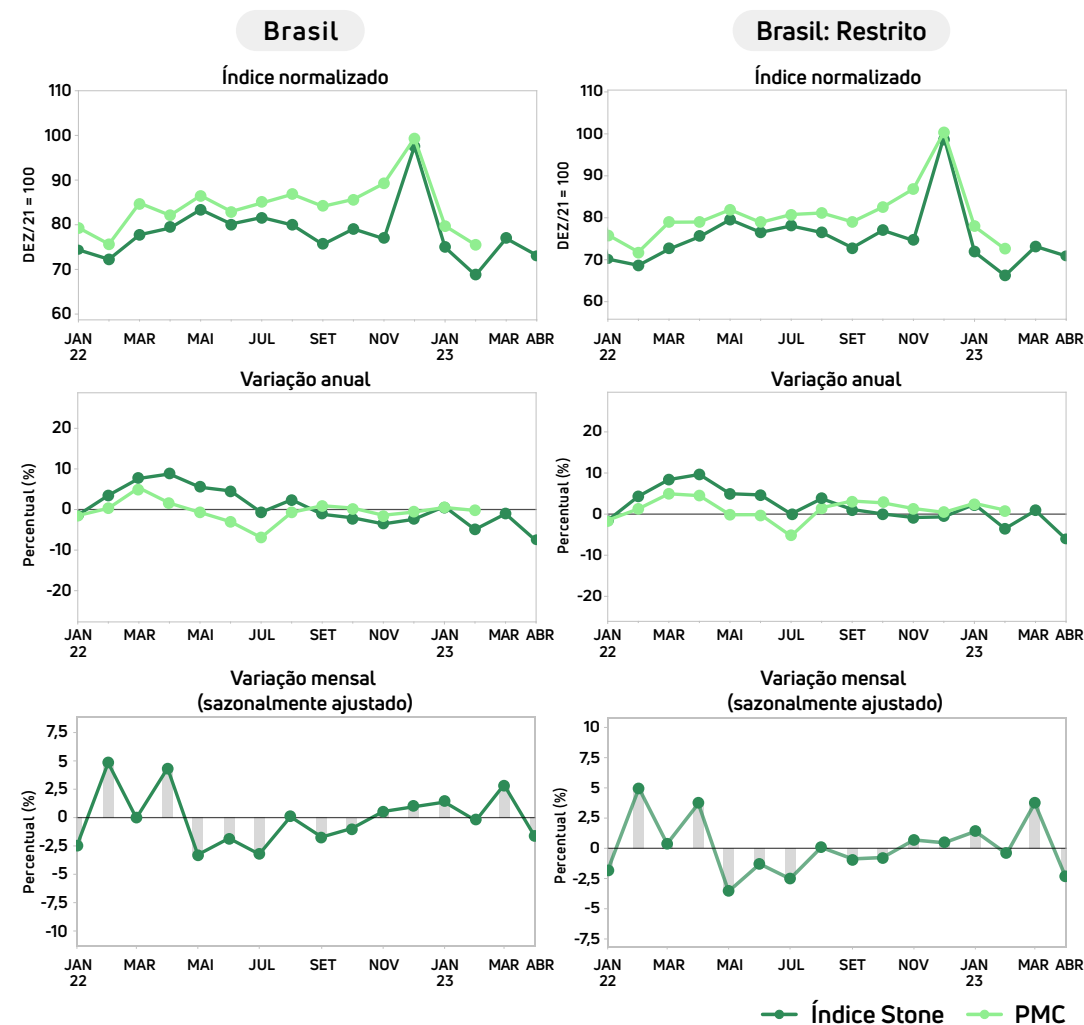 Brasil
Índice normalizado
DEZ/21 = 100
110
100
90
80
70
60
JAN MAR MAI JUL SET NOV JAN MAR ABR
22 23
Variação anual
Percentual (%)
20
10
0
-10
-20
JAN MAR MAI JUL SET NOV JAN MAR ABR
22 23
Variação mensal
(sazonalmente ajustado)
Percentual (%)
7,5
5
2,5
0
-2,5
-5
-7,5
-10
JAN MAR MAI JUL SET NOV JAN MAR ABR
22 23
Brasil: Restrito
Índice normalizado
DEZ/21 = 100
110
100
90
80
70
60
JAN MAR MAI JUL SET NOV JAN MAR ABR
22 23
Variação anual
Percentual (%)
20
10
0
-10
-20
JAN MAR MAI JUL SET NOV JAN MAR ABR
22 23
Variação mensal
(sazonalmente ajustado)
Percentual (%)
10
7,5
5
2,5
0
-2,5
-5
-7,5
JAN MAR MAI JUL SET NOV JAN MAR ABR
22 23
Índice Stone PMC